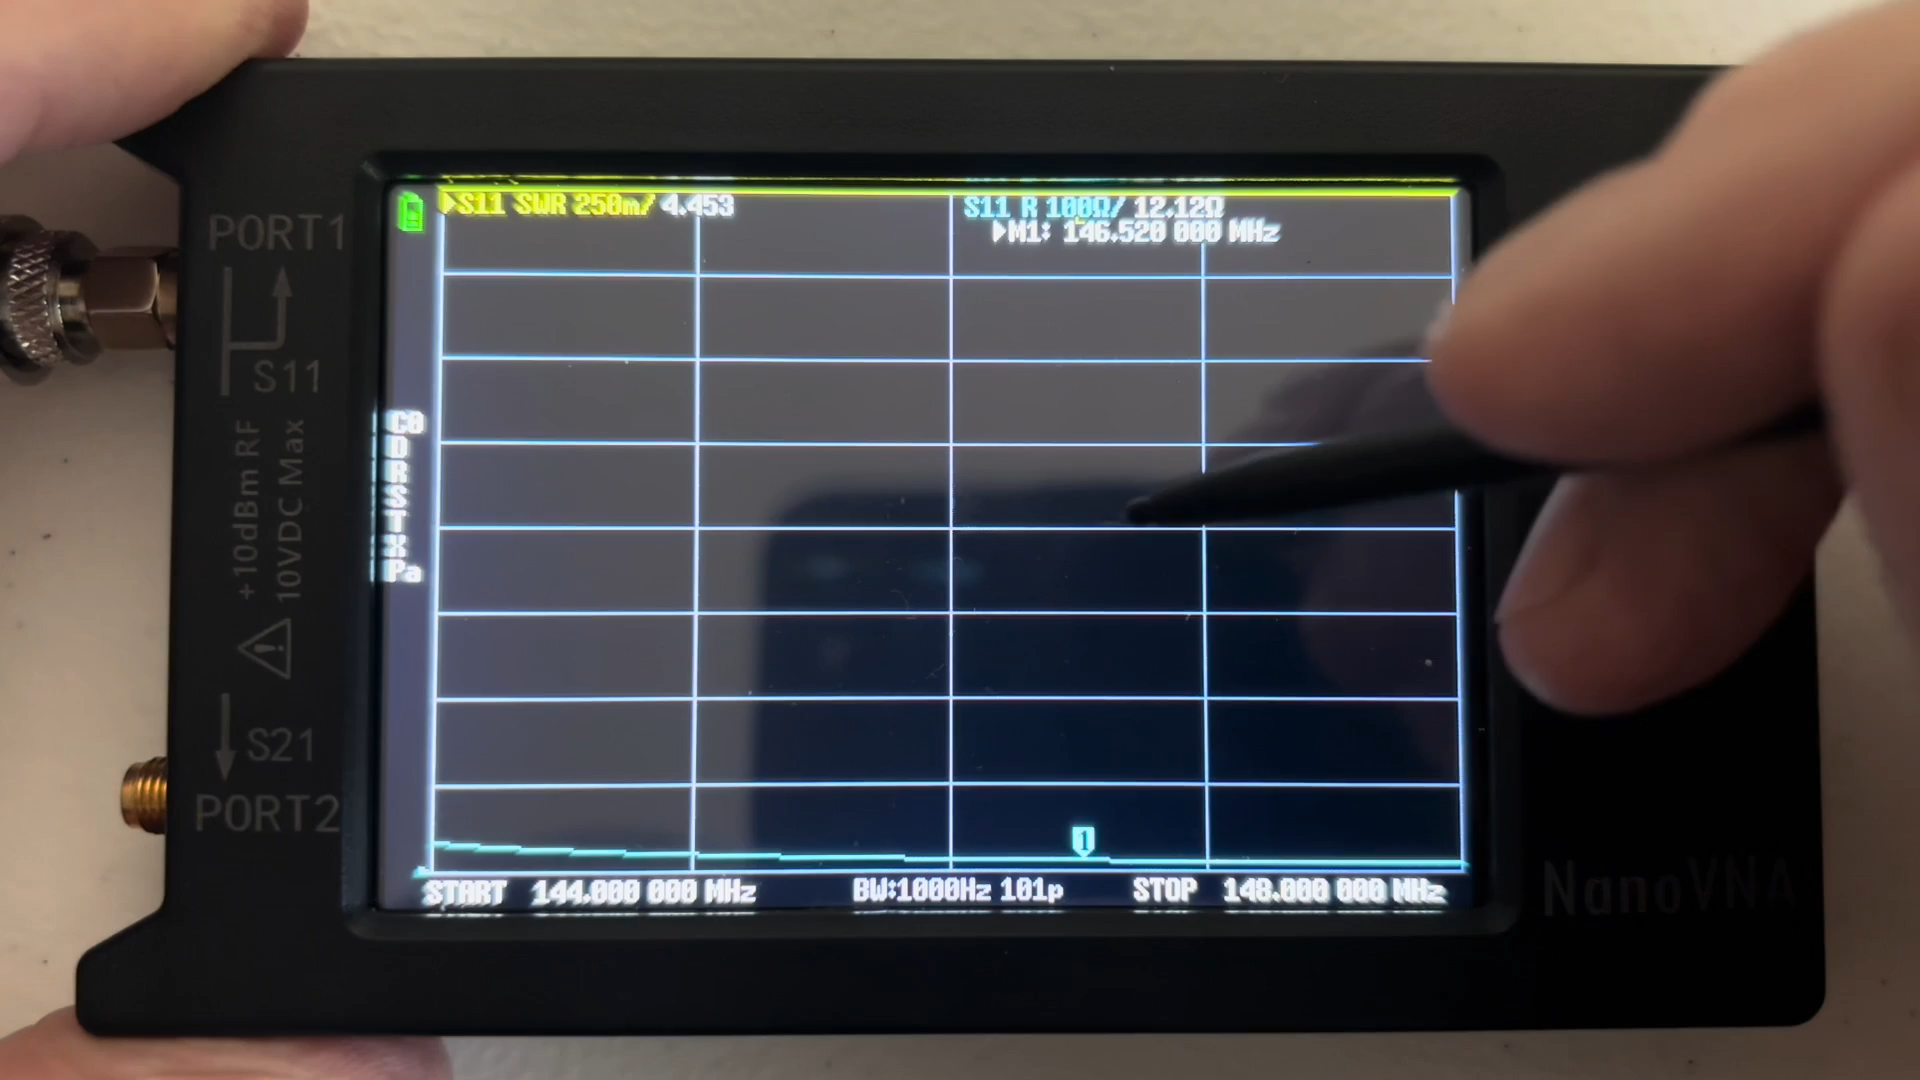 PORT1
S11
+10dBm RF
10VDC Max
S21
PORT2
S11 SWR 250m/ 4.453
S11 R 100Ω/ 12.12Ω
M1: 146.520 000 MHz
C0
D
R
S
T
X
Pa
1
START 144.000 000 MHz
BW:1000Hz 101p
STOP 148.000 000 MHz
NanoVNA